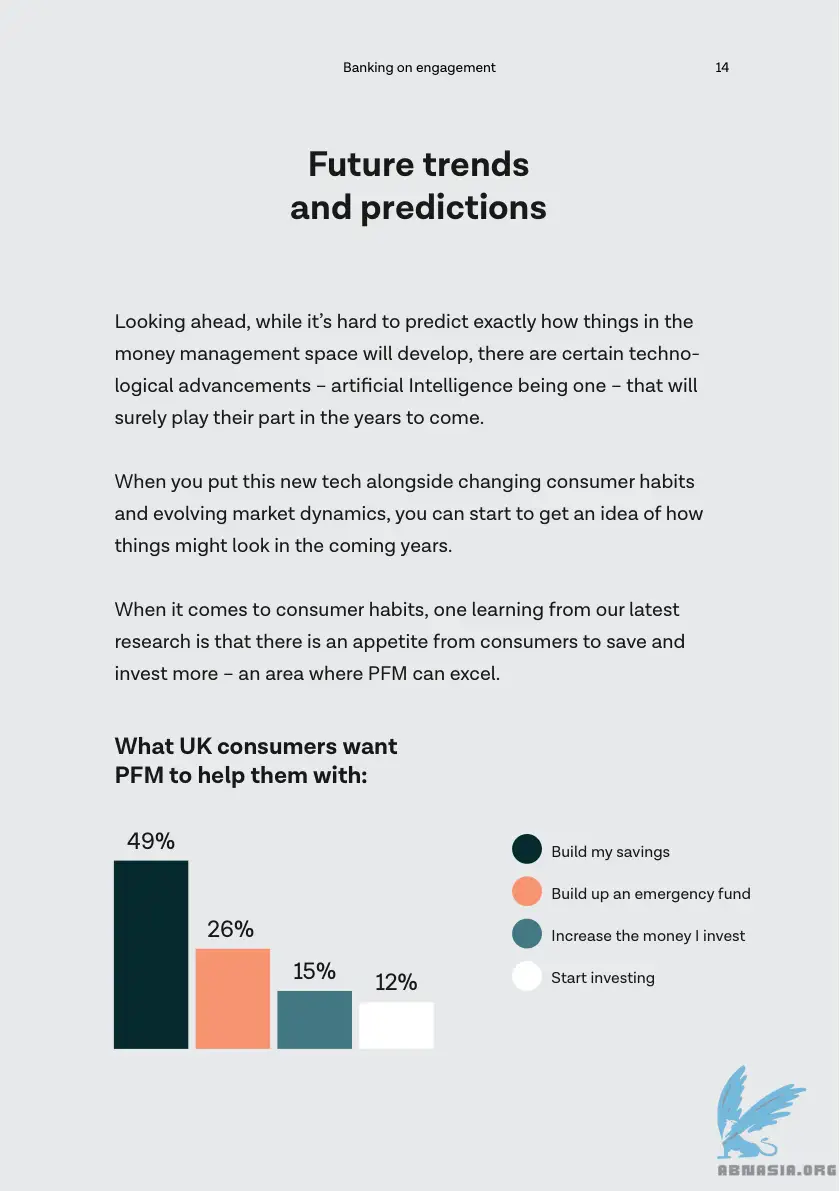 Banking on engagement
14
Future trends
and predictions
Looking ahead, while it’s hard to predict exactly how things in the
money management space will develop, there are certain techno-
logical advancements – artificial Intelligence being one – that will
surely play their part in the years to come.
When you put this new tech alongside changing consumer habits
and evolving market dynamics, you can start to get an idea of how
things might look in the coming years.
When it comes to consumer habits, one learning from our latest
research is that there is an appetite from consumers to save and
invest more – an area where PFM can excel.
What UK consumers want
PFM to help them with:
49%
26%
15%
12%
Build my savings
Build up an emergency fund
Increase the money I invest
Start investing
ABNASIA.ORG